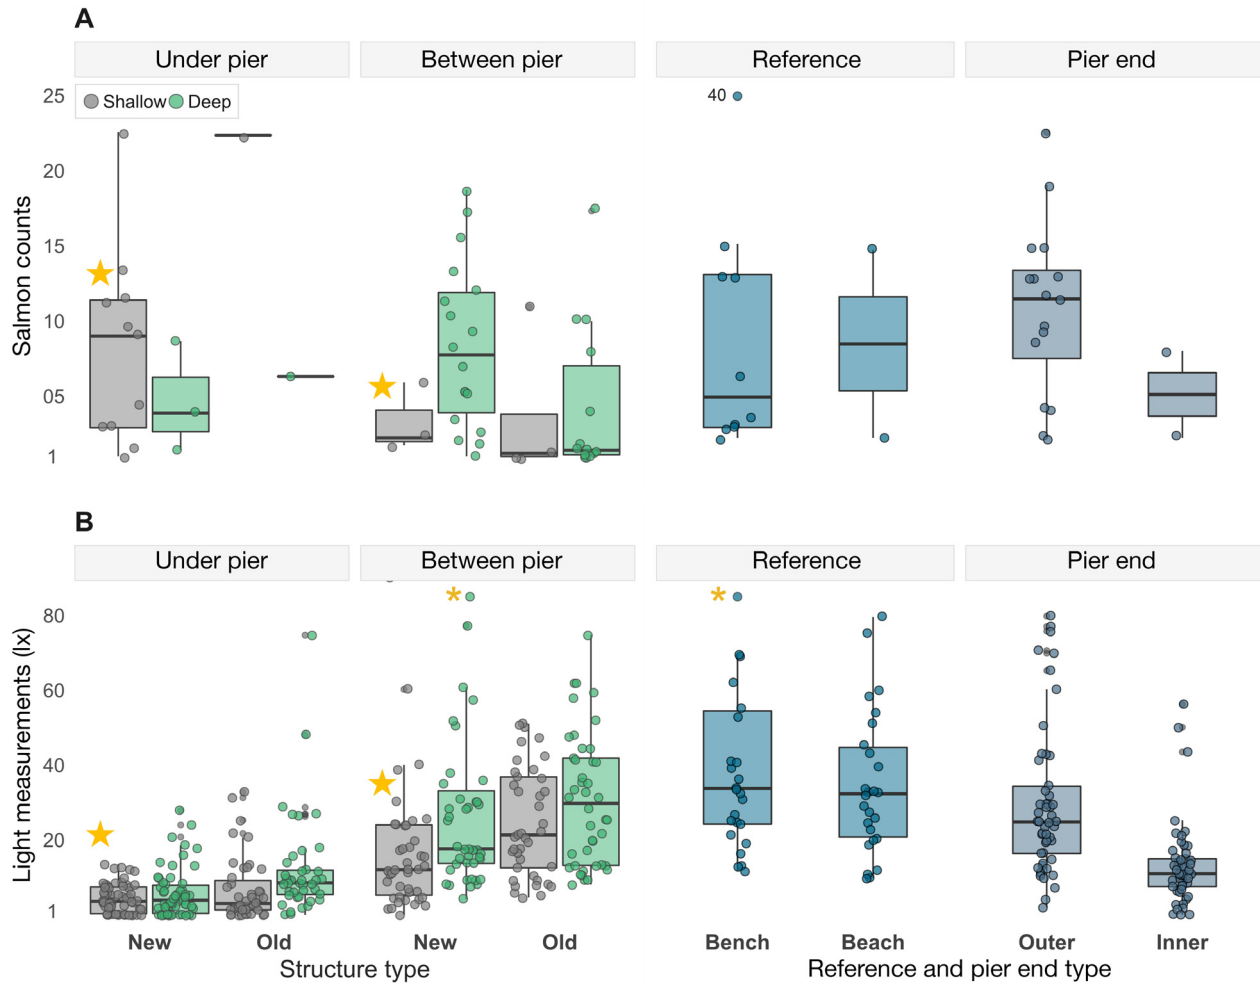 A
Under pier
Between pier
Reference
Pier end
Shallow Deep
25
20
15
10
05
1
40
Salmon counts
B
Under pier
Between pier
Reference
Pier end
*
*
80
60
40
20
1
Light measurements (lx)
New
Old
New
Old
Bench
Beach
Outer
Inner
Structure type
Reference and pier end type